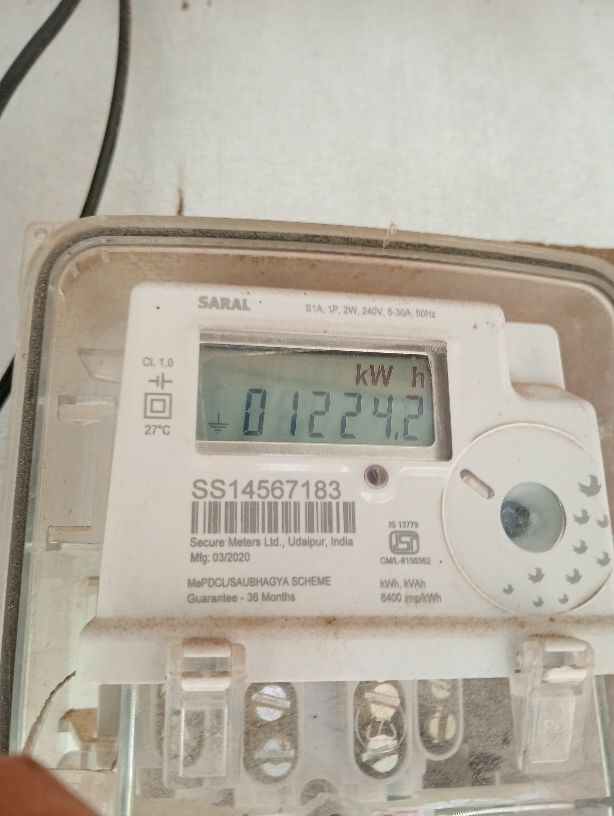 SARAL
S1A, 1P, 2W, 240V, 5-30A, 50Hz
Cl. 1.0
27°C
kW h
01224.2
SS14567183
Secure Meters Ltd., Udaipur, India
Mfg: 03/2020
IS 13779
ISI
CM/L-8150382
MePDCL/SAUBHAGYA SCHEME
Guarantee - 36 Months
kWh, kVAh
6400 imp/kWh